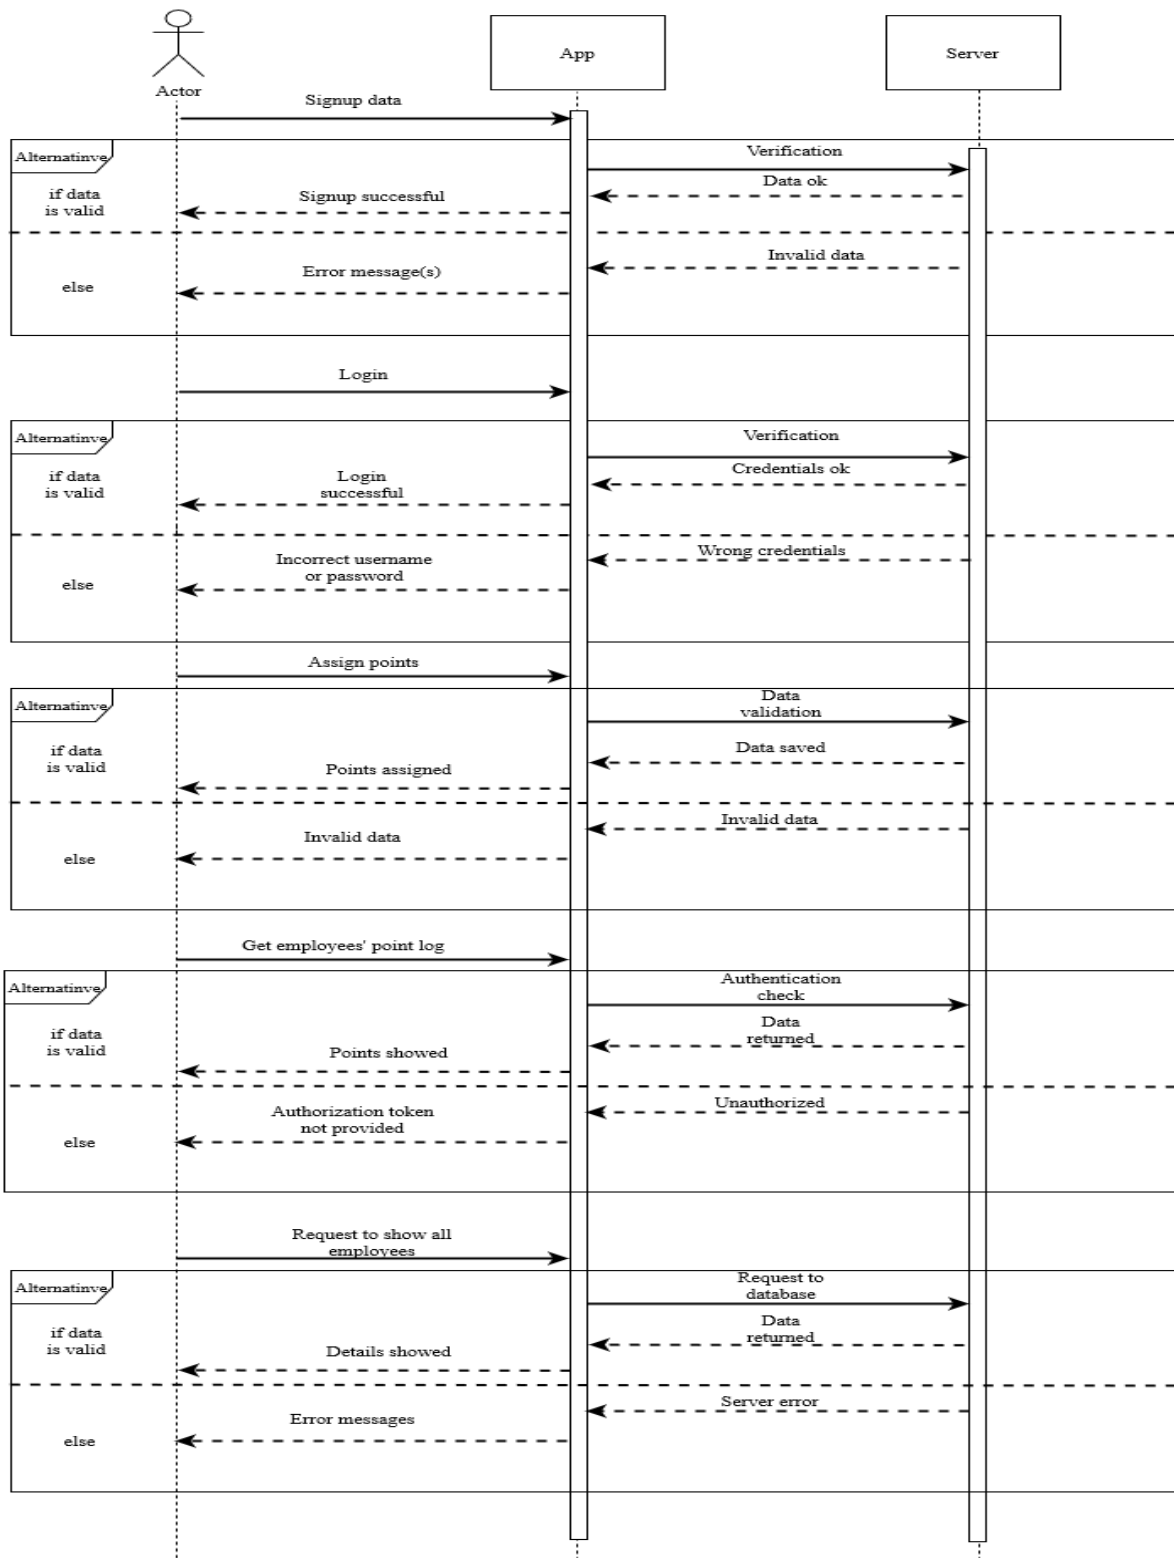 Actor
App
Server
Signup data
Alternatinve
Verification
Data ok
if data
is valid
Signup successful
Invalid data
Error message(s)
else
Login
Alternatinve
Verification
Credentials ok
if data
is valid
Login
successful
Wrong credentials
Incorrect username
or password
else
Assign points
Alternatinve
Data
validation
if data
is valid
Data saved
Points assigned
Invalid data
Invalid data
else
Get employees' point log
Alternatinve
Authentication
check
Data
returned
if data
is valid
Points showed
Unauthorized
Authorization token
not provided
else
Request to show all
employees
Alternatinve
Request to
database
Data
returned
if data
is valid
Details showed
Server error
Error messages
else